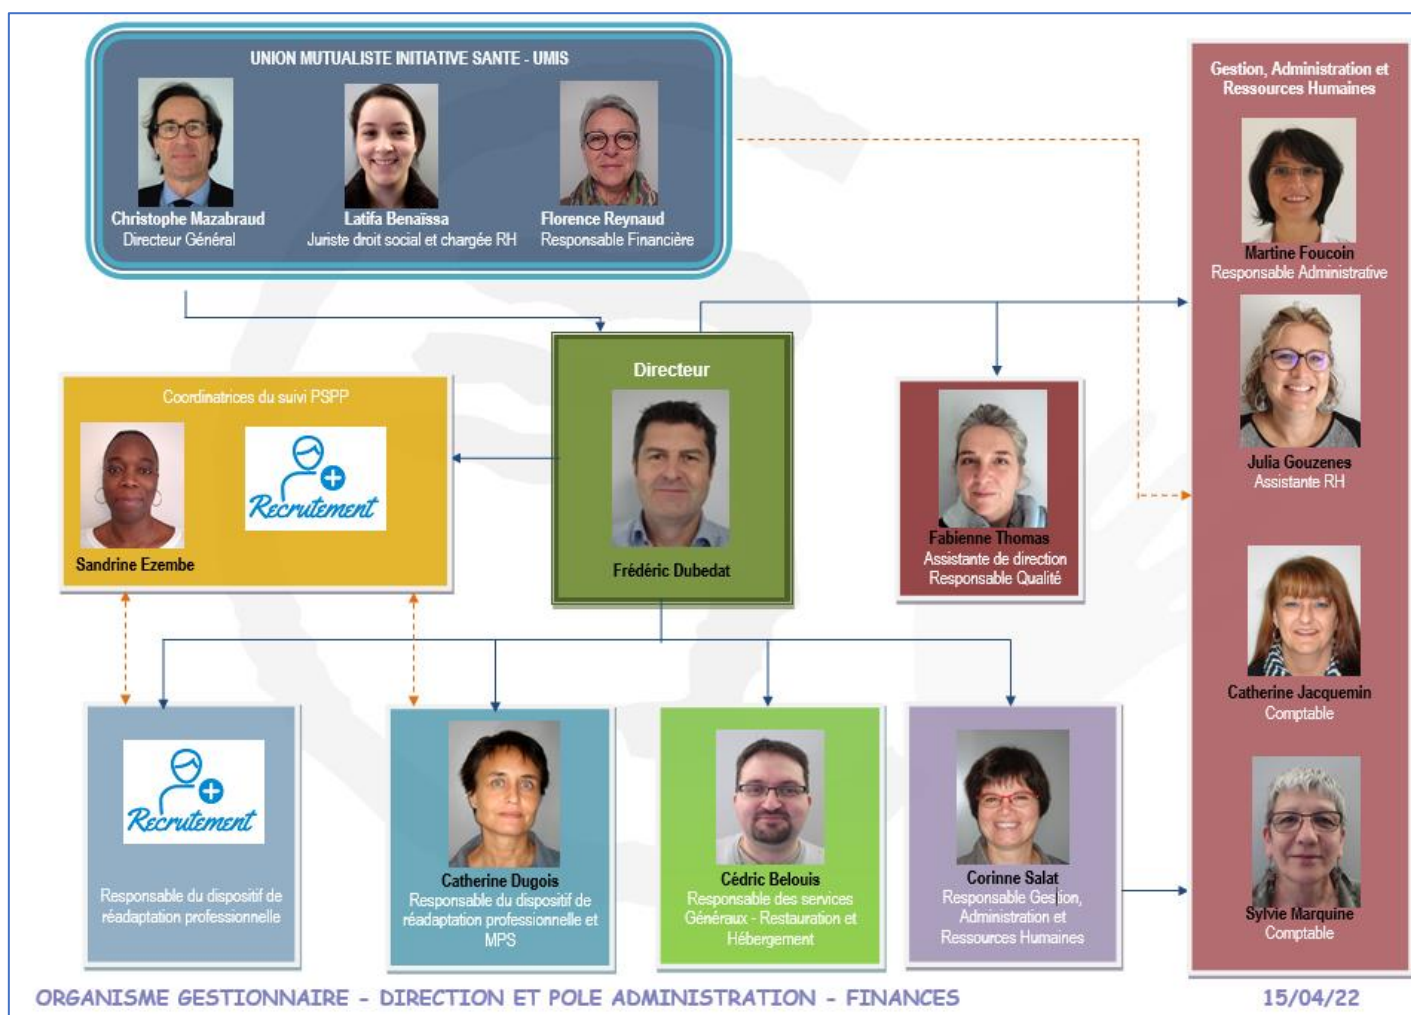 UNION MUTUALISTE INITIATIVE SANTE - UMIS
Christophe Mazabraud
Directeur Général
Latifa Benaïssa
Juriste droit social et chargée RH
Florence Reynaud
Responsable Financière
Gestion, Administration et
Ressources Humaines
Martine Foucoin
Responsable Administrative
Julia Gouzenes
Assistante RH
Catherine Jacquemin
Comptable
Sylvie Marquine
Comptable
Directeur
Frédéric Dubedat
Coordinatrices du suivi PSPP
Recrutement
Sandrine Ezembe
Fabienne Thomas
Assistante de direction
Responsable Qualité
Recrutement
Responsable du dispositif de
réadaptation professionnelle
Catherine Dugois
Responsable du dispositif de
réadaptation professionnelle et
MPS
Cédric Belouis
Responsable des services
Généraux - Restauration et
Hébergement
Corinne Salat
Responsable Gestion,
Administration et
Ressources Humaines
ORGANISME GESTIONNAIRE - DIRECTION ET POLE ADMINISTRATION - FINANCES
15/04/22